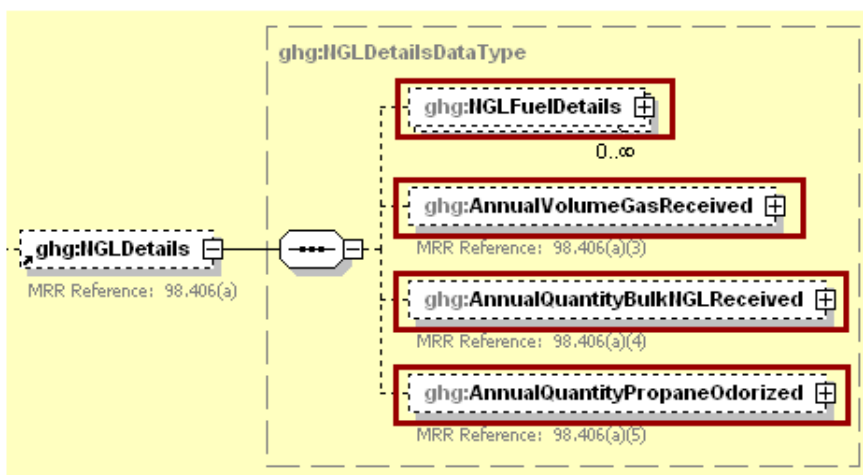 ghg:NGLDetailsDataType
ghg:NGLFuelDetails
0..∞
ghg:AnnualVolumeGasReceived
MRR Reference: 98.406(a)(3)
ghg:NGLDetails
MRR Reference: 98.406(a)
ghg:AnnualQuantityBulkNGLReceived
MRR Reference: 98.406(a)(4)
ghg:AnnualQuantityPropaneOdorized
MRR Reference: 98.406(a)(5)